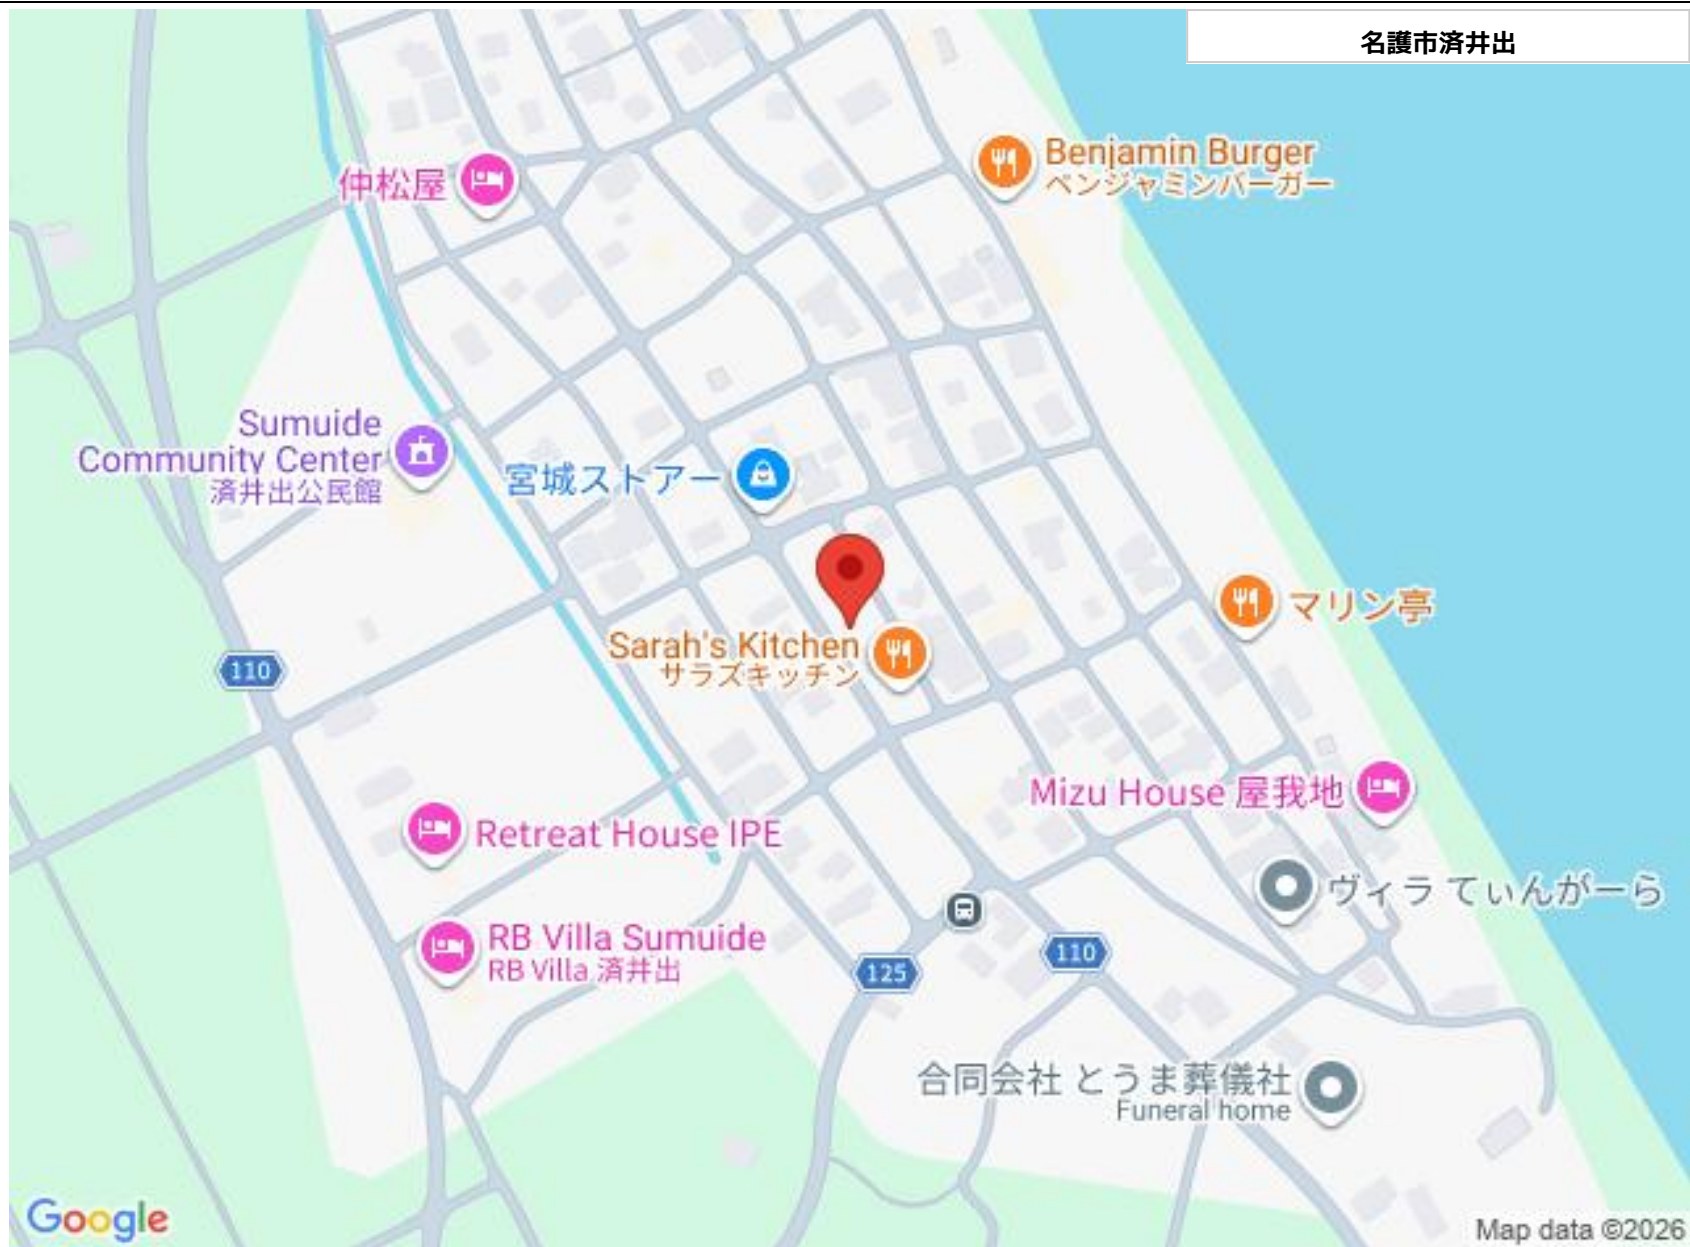 名護市済井出
Benjamin Burger
ベンジャミンバーガー
仲松屋
Sumuide
Community Center
済井出公民館
宮城ストアー
マリン亭
Sarah's Kitchen
サラズキッチン
110
Mizu House 屋我地
Retreat House IPE
ヴィラ てぃんがーら
RB Villa Sumuide
RB Villa 済井出
110
125
合同会社 とうま葬儀社
Funeral home
Google
Map data ©2026